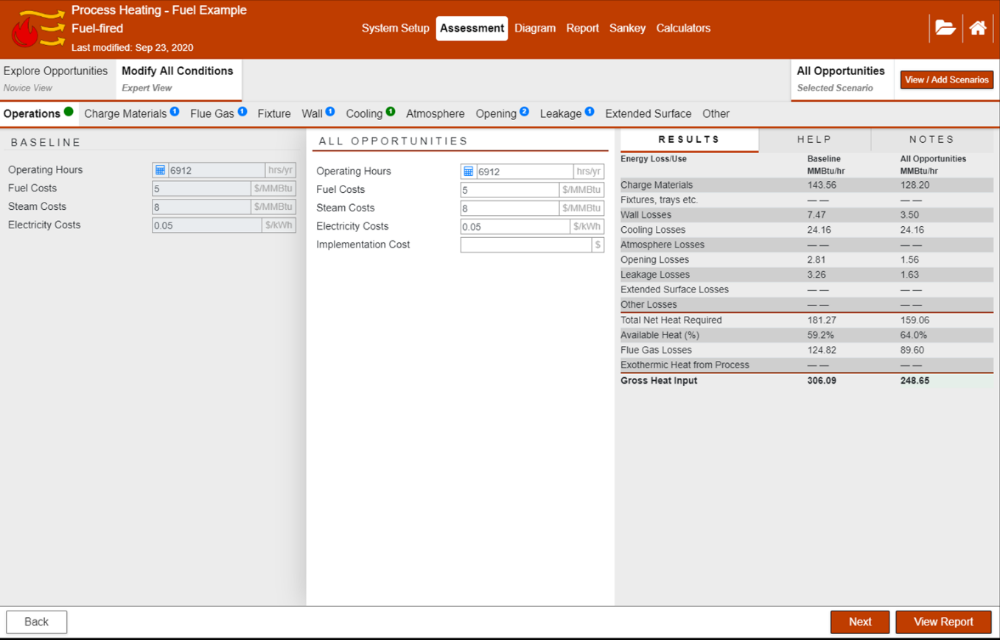 Process Heating - Fuel Example
Fuel-fired
Last modified: Sep 23, 2020
System Setup Assessment Diagram Report Sankey Calculators
Explore Opportunities
Novice View
Modify All Conditions
Expert View
All Opportunities
Selected Scenario
View / Add Scenarios
Operations Charge Materials 1 Flue Gas 1 Fixture Wall 1 Cooling 1 Atmosphere Opening 2 Leakage 1 Extended Surface Other
BASELINE
Operating Hours 6912 hrs/yr
Fuel Costs 5 $/MMBtu
Steam Costs 8 $/MMBtu
Electricity Costs 0.05 $/kWh
ALL OPPORTUNITIES
Operating Hours 6912 hrs/yr
Fuel Costs 5 $/MMBtu
Steam Costs 8 $/MMBtu
Electricity Costs 0.05 $/kWh
Implementation Cost $
RESULTS HELP NOTES
Energy Loss/Use Baseline All Opportunities
MMBtu/hr MMBtu/hr
Charge Materials 143.56 128.20
Fixtures, trays etc. — — — —
Wall Losses 7.47 3.50
Cooling Losses 24.16 24.16
Atmosphere Losses — — — —
Opening Losses 2.81 1.56
Leakage Losses 3.26 1.63
Extended Surface Losses — — — —
Other Losses — — — —
Total Net Heat Required 181.27 159.06
Available Heat (%) 59.2% 64.0%
Flue Gas Losses 124.82 89.60
Exothermic Heat from Process — — — —
Gross Heat Input 306.09 248.65
Back Next View Report